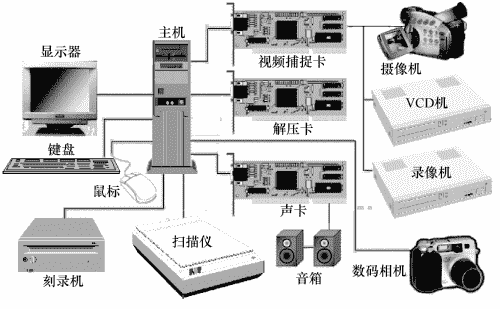 主机
显示器
视频捕捉卡
摄像机
VCD机
解压卡
键盘
鼠标
录像机
声卡
扫描仪
刻录机
音箱
数码相机